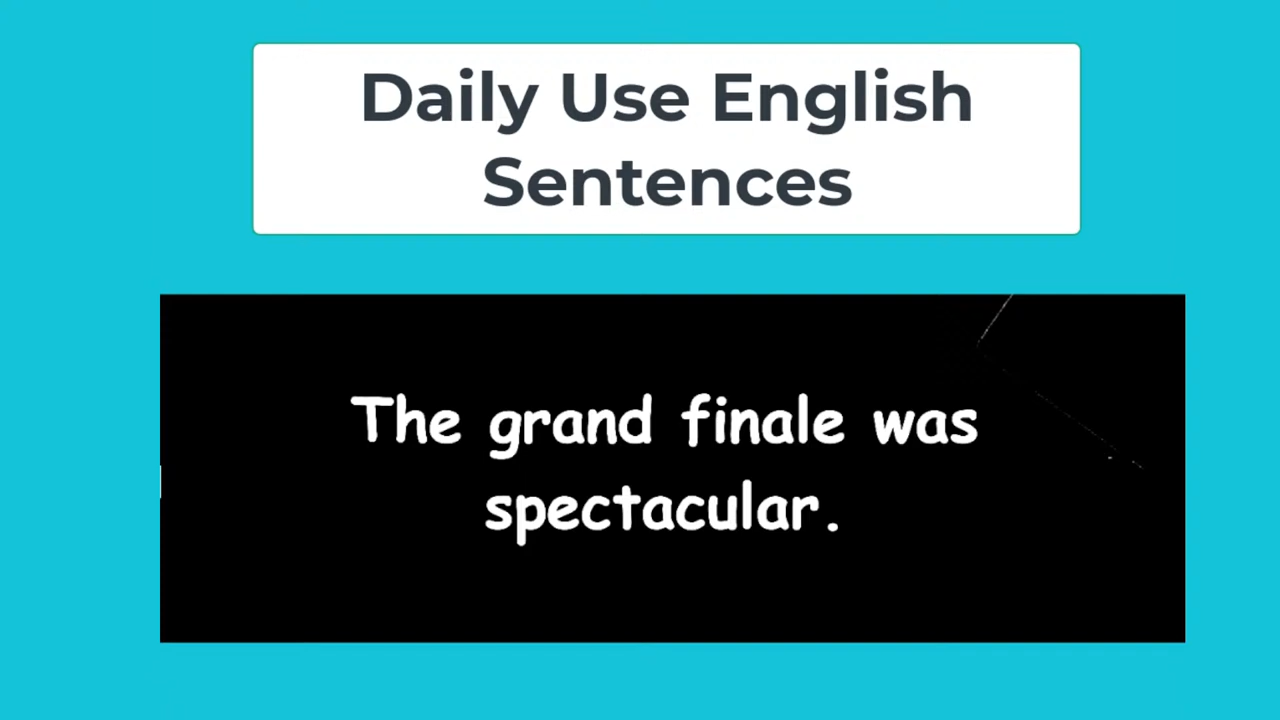 Daily Use English
Sentences
The grand finale was
spectacular.